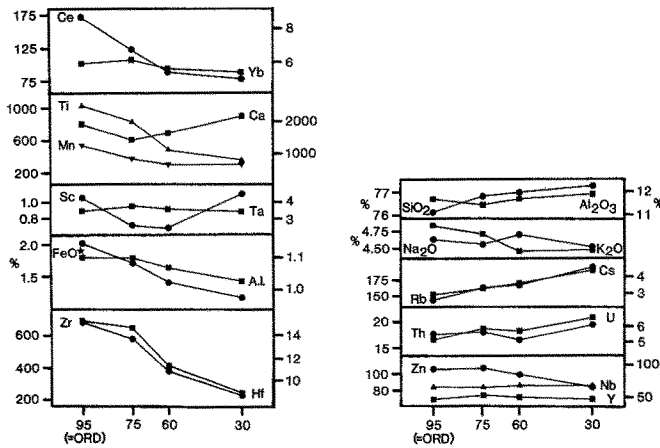 175
125
75
Ce
Yb
8
6
1000
600
200
Ti
Mn
Ca
2000
1000
1.0
0.8
Sc
Ta
4
3
%
2.0
1.5
FeO*
A.I.
1.1
1.0
600
400
200
Zr
Hf
14
12
10
95 75 60 30
(=ORD)
%
77
76
SiO2
Al2O3
12
11
%
%
4.75
4.50
Na2O
K2O
175
150
Rb
Cs
4
3
20
15
Th
U
6
5
100
80
Zn
Nb
Y
100
50
95 75 60 30
(=ORD)